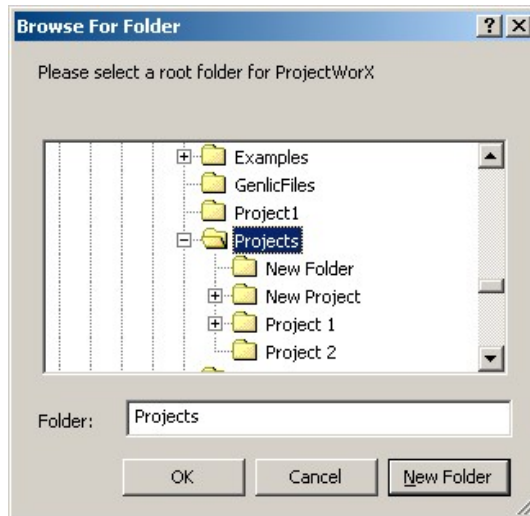 Browse For Folder
Please select a root folder for ProjectWorX
Examples
GenlicFiles
Project1
Projects
New Folder
New Project
Project 1
Project 2
Folder: Projects
OK Cancel New Folder